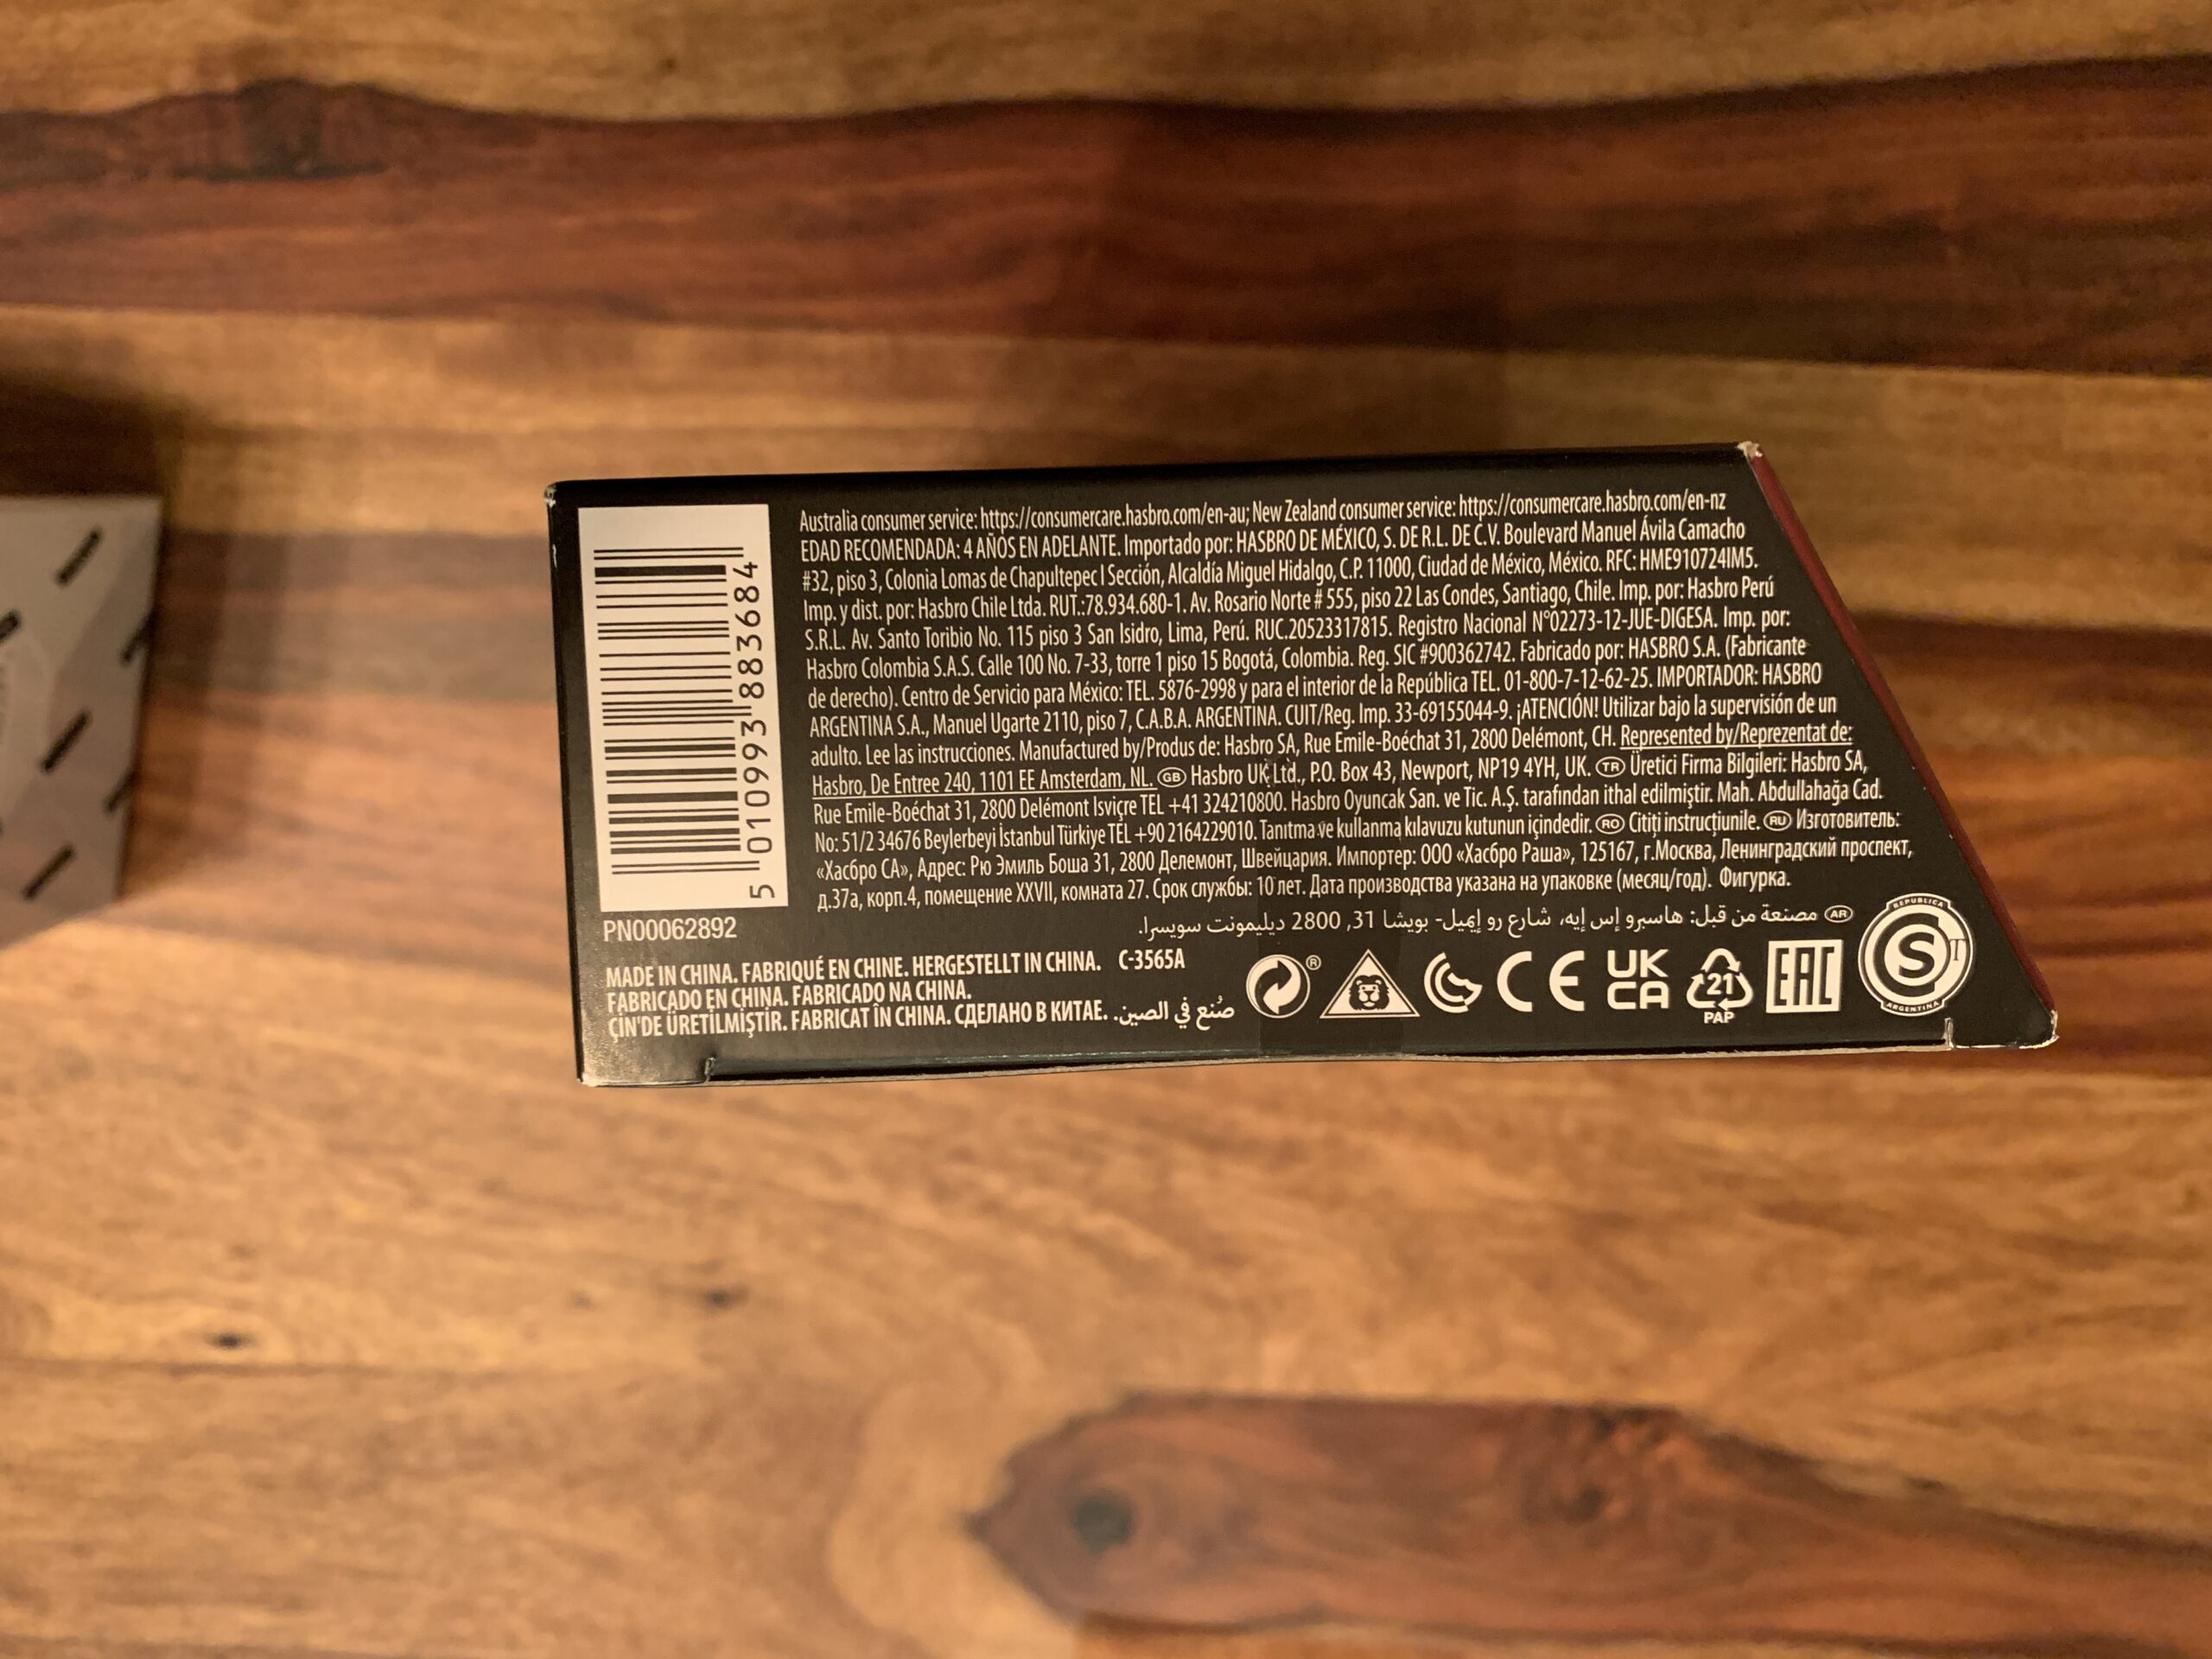 5 010993 883684
PN00062892
Australia consumer service: https://consumercare.hasbro.com/en-au; New Zealand consumer service: https://consumercare.hasbro.com/en-nz
EDAD RECOMENDADA: 4 AÑOS EN ADELANTE. Importado por: HASBRO DE MÉXICO, S. DE R.L. DE C.V. Boulevard Manuel Ávila Camacho
#32, piso 3, Colonia Lomas de Chapultepec I Sección, Alcaldía Miguel Hidalgo, C.P. 11000, Ciudad de México, México. RFC: HME910724IM5.
Imp. y dist. por: Hasbro Chile Ltda. RUT.:78.934.680-1. Av. Rosario Norte # 555, piso 22 Las Condes, Santiago, Chile. Imp. por: Hasbro Perú
S.R.L. Av. Santo Toribio No. 115 piso 3 San Isidro, Lima, Perú. RUC.20523317815. Registro Nacional N°02273-12-JUE-DIGESA. Imp. por:
Hasbro Colombia S.A.S. Calle 100 No. 7-33, torre 1 piso 15 Bogotá, Colombia. Reg. SIC #900362742. Fabricado por: HASBRO S.A. (Fabricante
de derecho). Centro de Servicio para México: TEL. 5876-2998 y para el interior de la República TEL. 01-800-7-12-62-25. IMPORTADOR: HASBRO
ARGENTINA S.A., Manuel Ugarte 2110, piso 7, C.A.B.A. ARGENTINA. CUIT/Reg. Imp. 33-69155044-9. ¡ATENCIÓN! Utilizar bajo la supervisión de un
adulto. Lee las instrucciones. Manufactured by/Produs de: Hasbro SA, Rue Emile-Boéchat 31, 2800 Delémont, CH. Represented by/Reprezentat de:
Hasbro, De Entree 240, 1101 EE Amsterdam, NL. GB Hasbro UK Ltd., P.O. Box 43, Newport, NP19 4YH, UK. TR Üretici Firma Bilgileri: Hasbro SA,
Rue Emile-Boéchat 31, 2800 Delémont Isviçre TEL +41 324210800. Hasbro Oyuncak San. ve Tic. A.Ş. tarafından ithal edilmiştir. Mah. Abdullahağa Cad.
No: 51/2 34676 Beylerbeyi İstanbul Türkiye TEL +90 2164229010. Tanıtma ve kullanma kılavuzu kutunun içindedir. RO Citiți instrucțiunile. RU Изготовитель:
«Хасбро СА», Адрес: Рю Эмиль Боша 31, 2800 Делемонт, Швейцария. Импортер: ООО «Хасбро Раша», 125167, г.Москва, Ленинградский проспект,
д.37а, корп.4, помещение XXVII, комната 27. Срок службы: 10 лет. Дата производства указана на упаковке (месяц/год). Фигурка.
AR مصنعة من قبل: هاسبرو إس إيه، شارع رو إيميل- بويشا 31, 2800 ديليمونت سويسرا.
MADE IN CHINA. FABRIQUÉ EN CHINE. HERGESTELLT IN CHINA. C-3565A
FABRICADO EN CHINA. FABRICADO NA CHINA.
ÇİN'DE ÜRETİLMİŞTİR. FABRICAT ÎN CHINA. СДЕЛАНО В КИТАЕ. صُنع في الصين.
® CE UK CA 21 PAP EAC REPUBLICA S T ARGENTINA